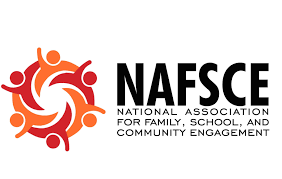 NAFSCE
NATIONAL ASSOCIATION
FOR FAMILY, SCHOOL, AND
COMMUNITY ENGAGEMENT